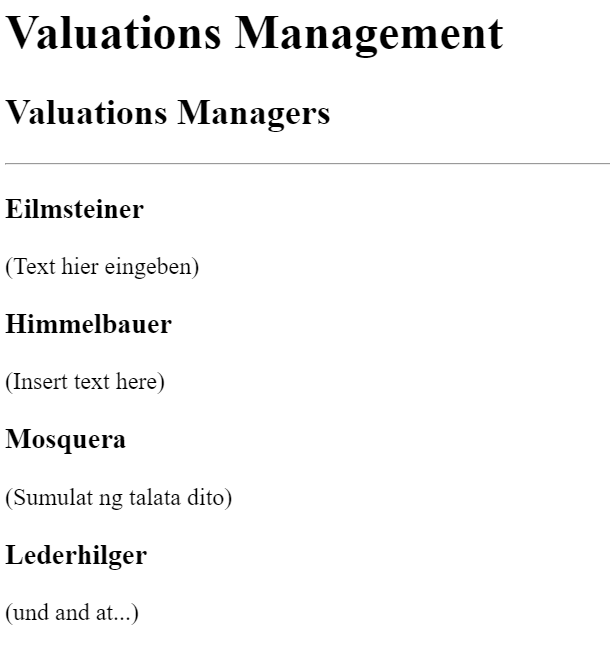 Valuations Management
Valuations Managers
Eilmsteiner
(Text hier eingeben)
Himmelbauer
(Insert text here)
Mosquera
(Sumulat ng talata dito)
Lederhilger
(und and at...)